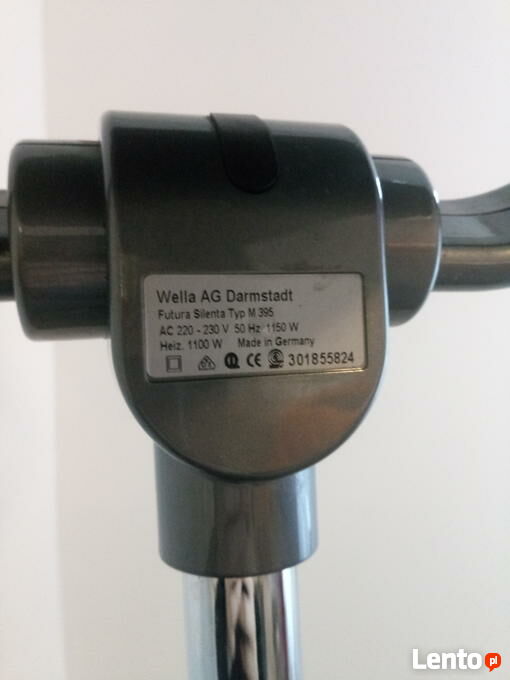 Wella AG Darmstadt
Futura Silenta Typ M 395
AC 220 - 230 V 50 Hz 1150 W
Heiz. 1100 W Made in Germany
CE 301855824
Lento pl